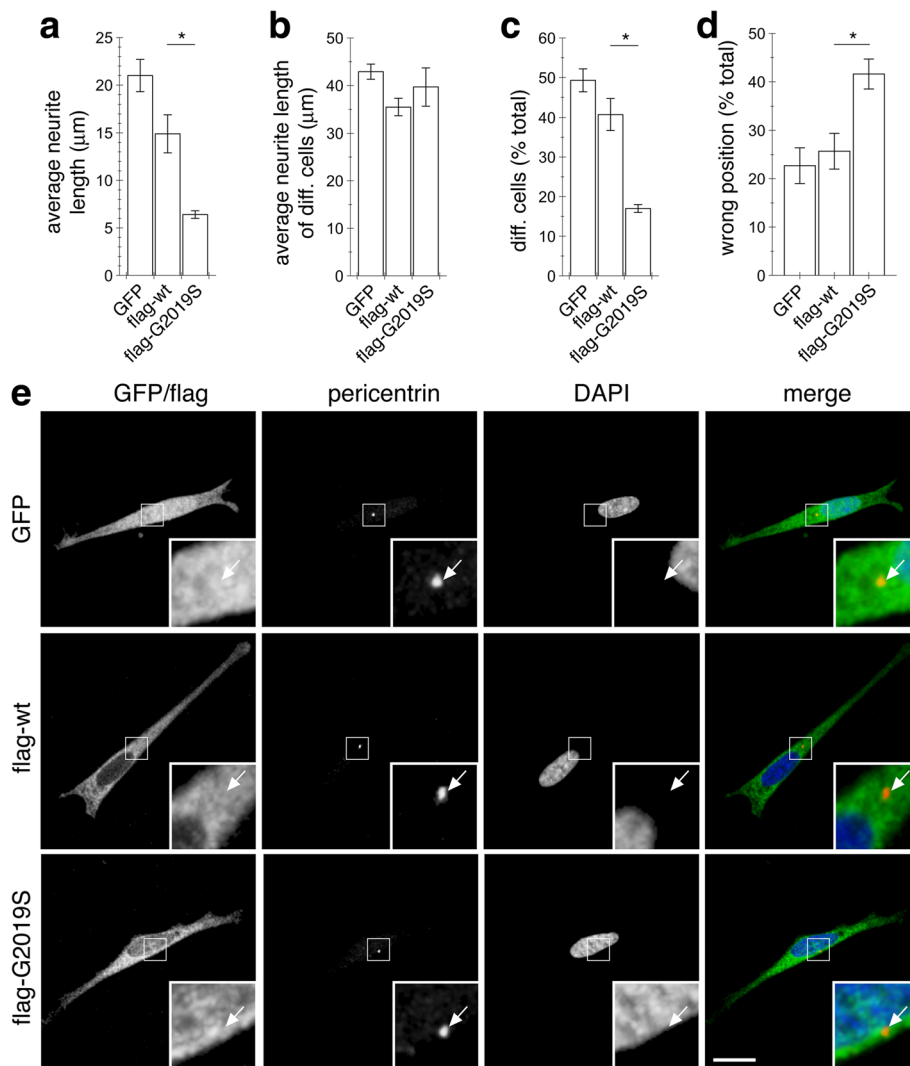 a
b
c
d
average neurite
length (μm)
25
20
15
10
5
0
GFP
flag-wt
flag-G2019S
*
average neurite length
of diff. cells (μm)
50
40
30
20
10
0
GFP
flag-wt
flag-G2019S
diff. cells (% total)
60
50
40
30
20
10
0
GFP
flag-wt
flag-G2019S
*
wrong position (% total)
50
40
30
20
10
0
GFP
flag-wt
flag-G2019S
*
e
GFP/flag
pericentrin
DAPI
merge
GFP
flag-wt
flag-G2019S